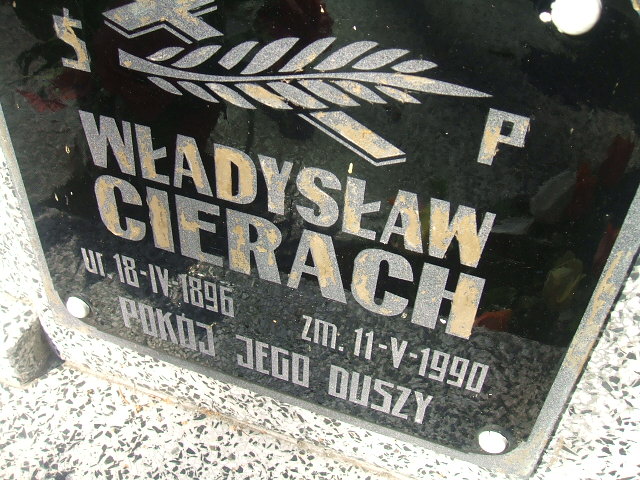 Ś P
WŁADYSŁAW
CIERACH
ur. 18-IV-1896
zm. 11-V-1990
POKÓJ JEGO DUSZY